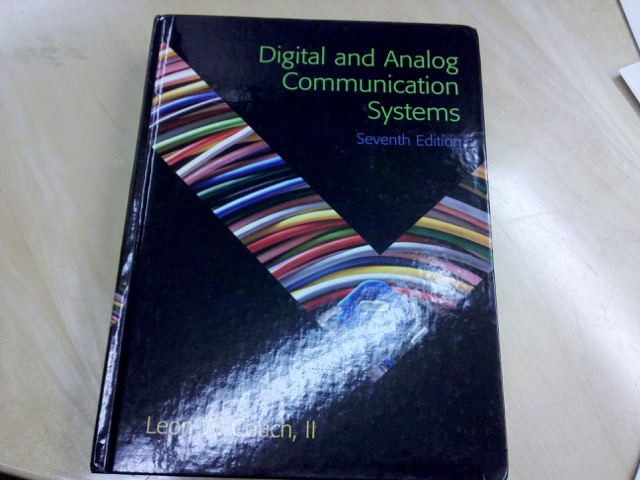 Digital and Analog
Communication
Systems
Seventh Edition
Leon Couch, II